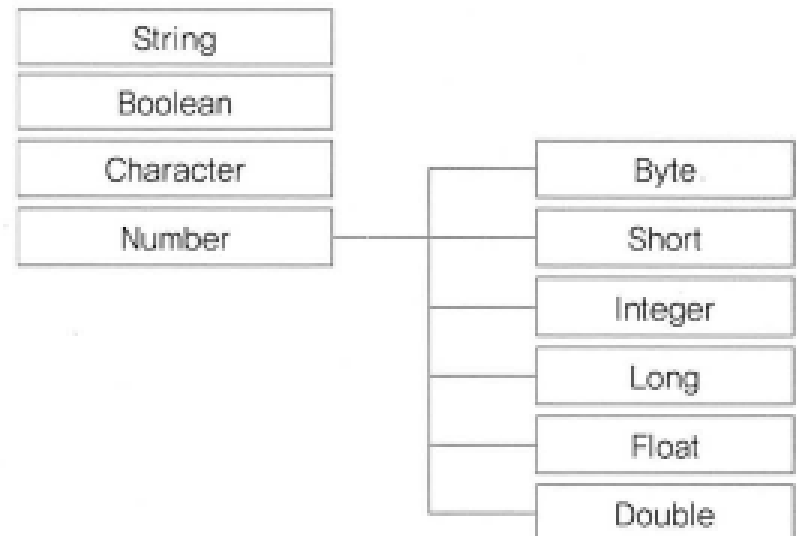 String
Boolean
Character
Number
Byte
Short
Integer
Long
Float
Double